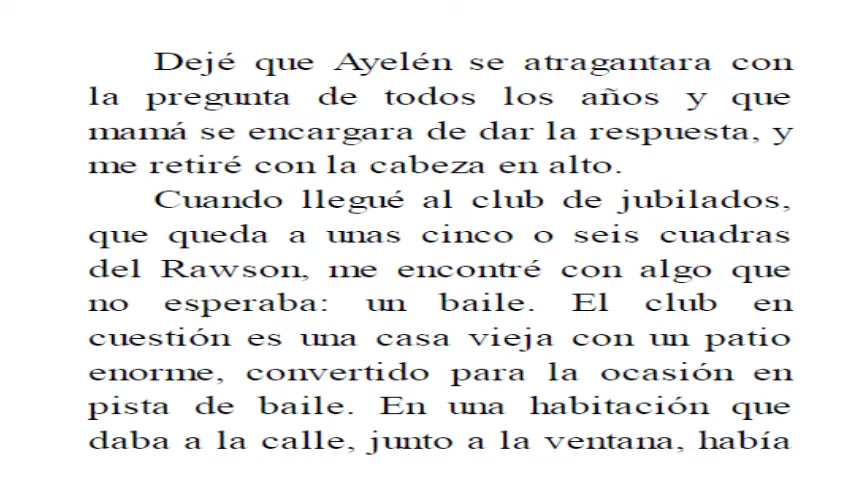 Dejé que Ayelén se atragantara con
la pregunta de todos los años y que
mamá se encargara de dar la respuesta, y
me retiré con la cabeza en alto.
Cuando llegué al club de jubilados,
que queda a unas cinco o seis cuadras
del Rawson, me encontré con algo que
no esperaba: un baile. El club en
cuestión es una casa vieja con un patio
enorme, convertido para la ocasión en
pista de baile. En una habitación que
daba a la calle, junto a la ventana, había